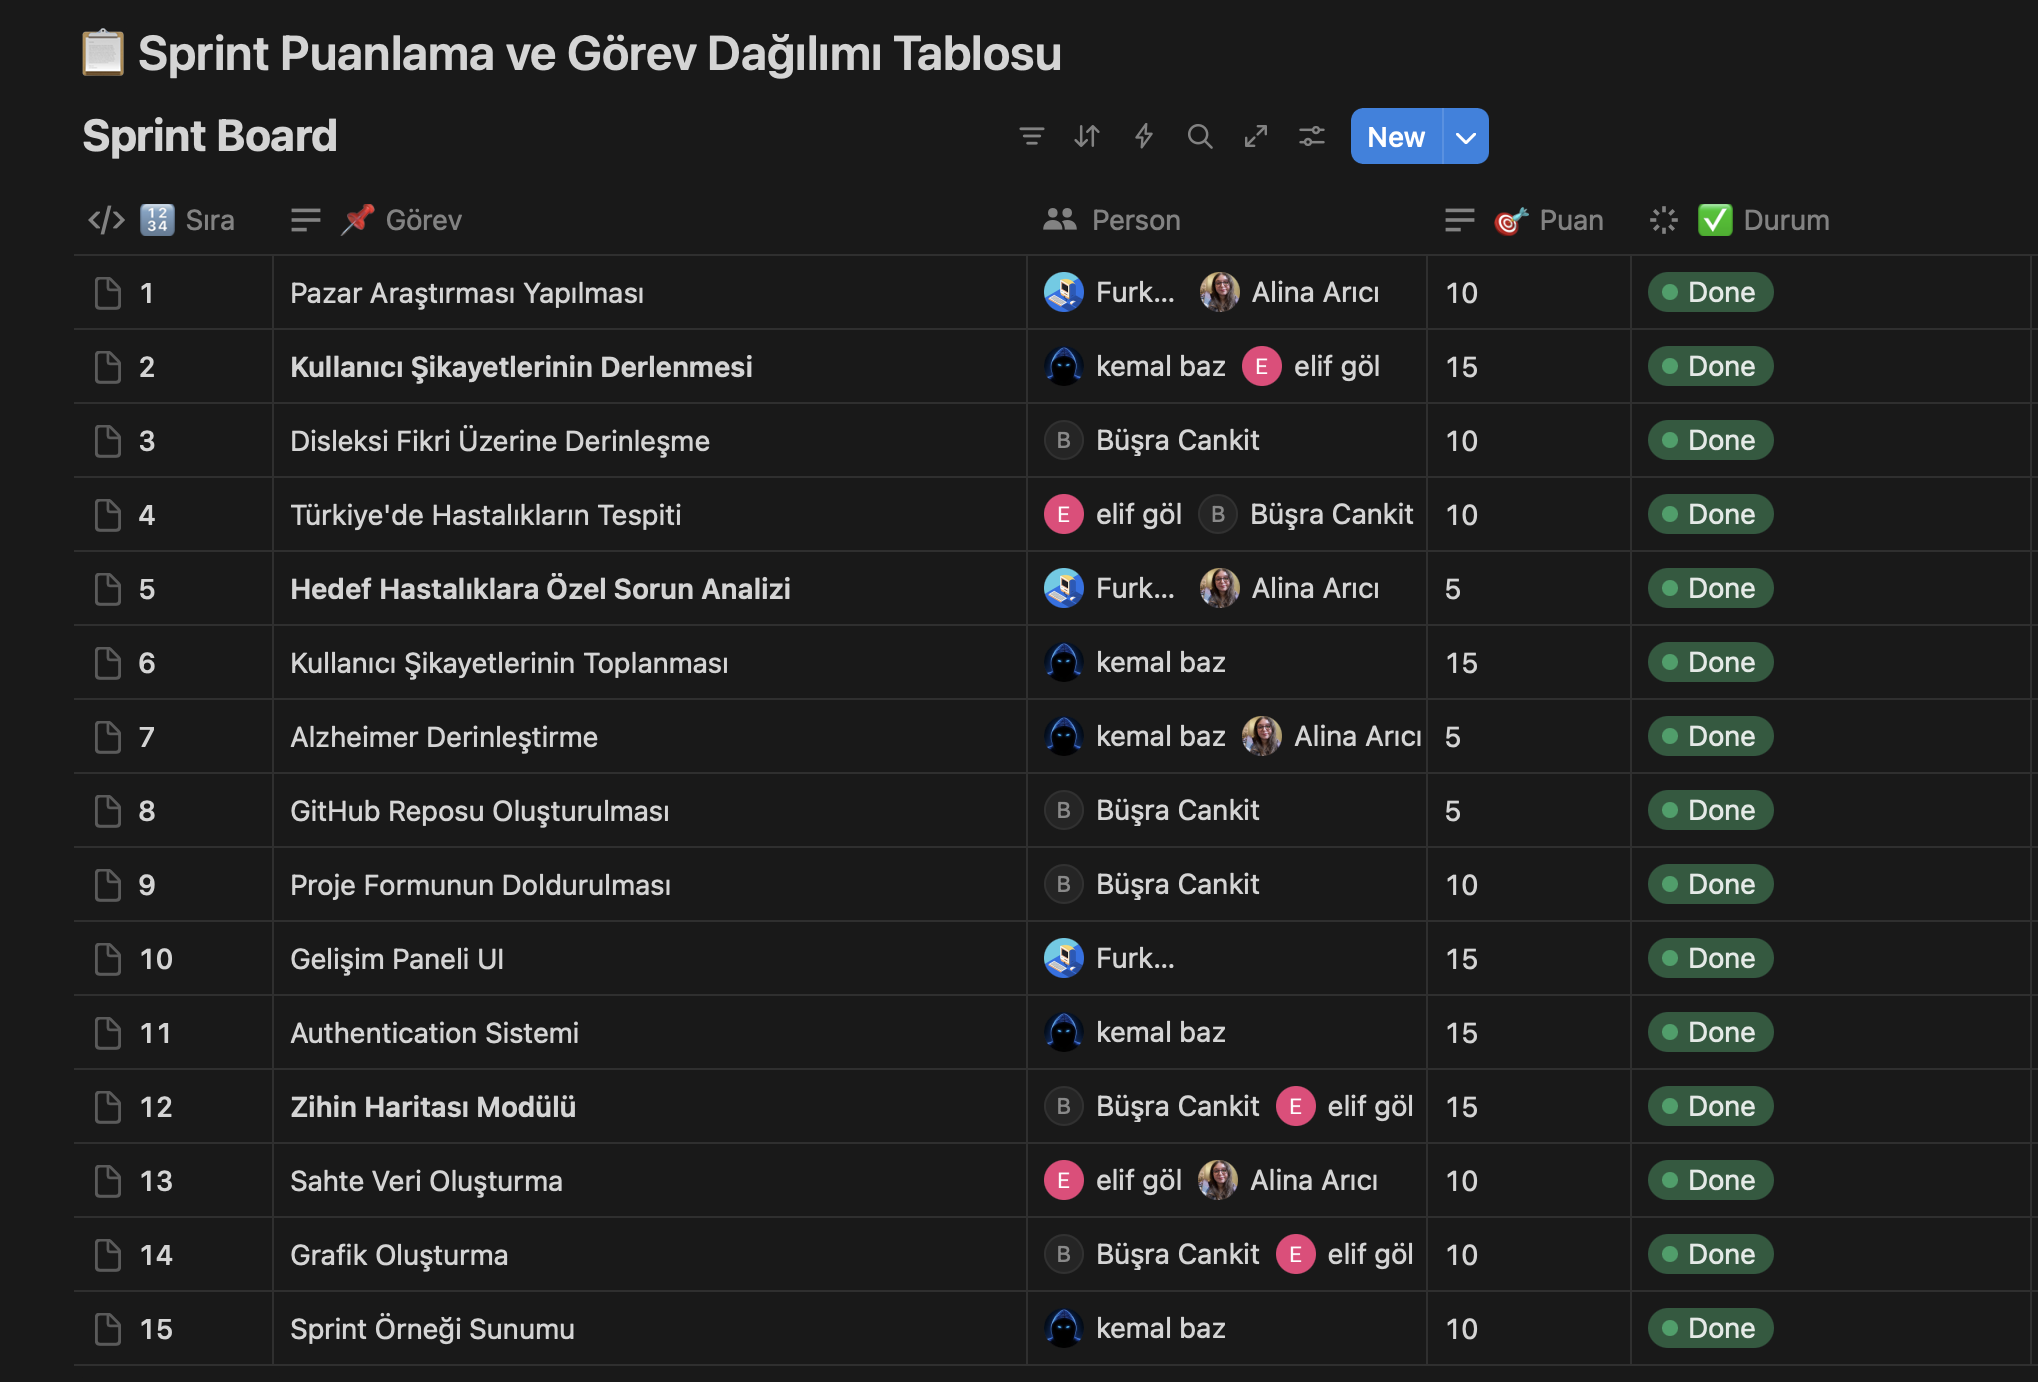 Sprint Puanlama ve Görev Dağılımı Tablosu
Sprint Board
New
Sıra Görev Person Puan Durum
1 Pazar Araştırması Yapılması Furk... Alina Arıcı 10 Done
2 Kullanıcı Şikayetlerinin Derlenmesi kemal baz E elif göl 15 Done
3 Disleksi Fikri Üzerine Derinleşme B Büşra Cankit 10 Done
4 Türkiye'de Hastalıkların Tespiti E elif göl B Büşra Cankit 10 Done
5 Hedef Hastalıklara Özel Sorun Analizi Furk... Alina Arıcı 5 Done
6 Kullanıcı Şikayetlerinin Toplanması kemal baz 15 Done
7 Alzheimer Derinleştirme kemal baz Alina Arıcı 5 Done
8 GitHub Reposu Oluşturulması B Büşra Cankit 5 Done
9 Proje Formunun Doldurulması B Büşra Cankit 10 Done
10 Gelişim Paneli UI Furk... 15 Done
11 Authentication Sistemi kemal baz 15 Done
12 Zihin Haritası Modülü B Büşra Cankit E elif göl 15 Done
13 Sahte Veri Oluşturma E elif göl Alina Arıcı 10 Done
14 Grafik Oluşturma B Büşra Cankit E elif göl 10 Done
15 Sprint Örneği Sunumu kemal baz 10 Done